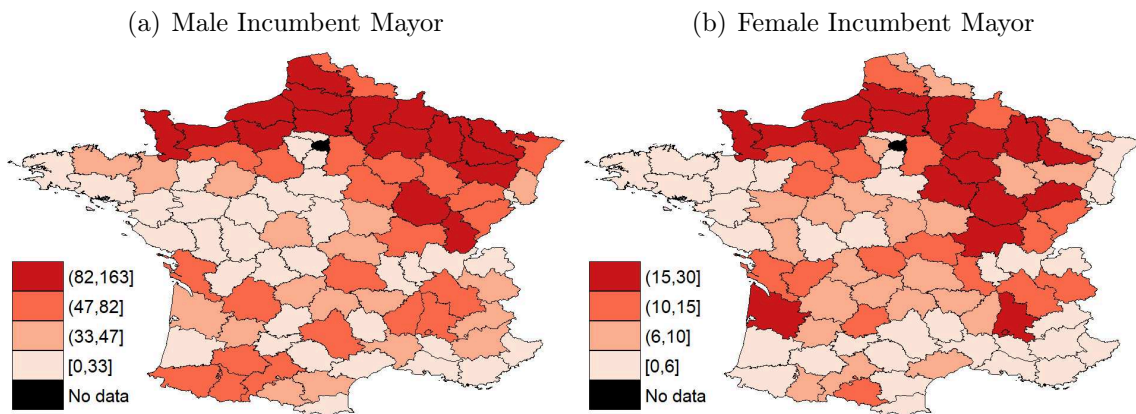 (a) Male Incumbent Mayor
(82,163]
(47,82]
(33,47]
[0,33]
No data
(b) Female Incumbent Mayor
(15,30]
(10,15]
(6,10]
[0,6]
No data